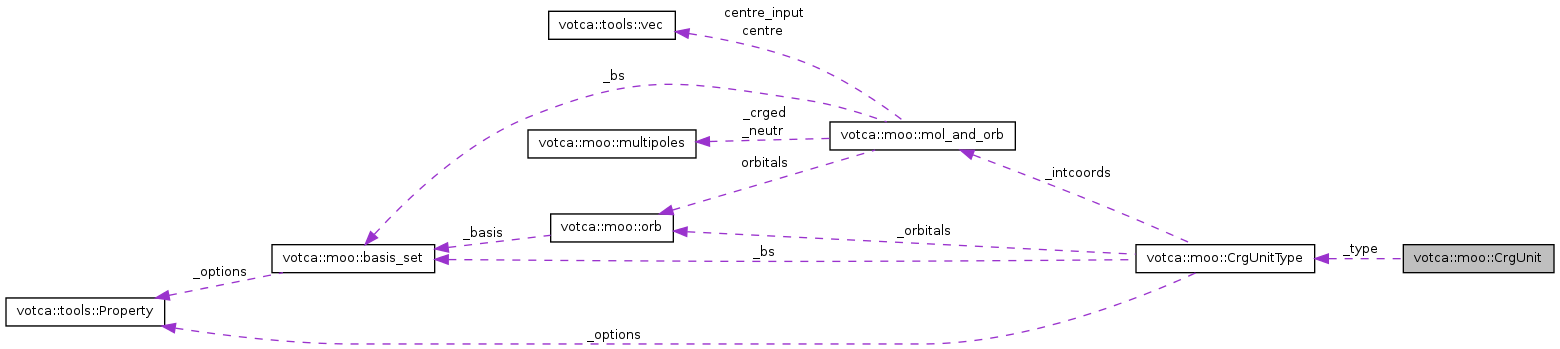 centre_input
centre
votca::tools::vec
_bs
_crged
_neutr
votca::moo::mol_and_orb
votca::moo::multipoles
orbitals
_intcoords
votca::moo::orb
_basis
_orbitals
votca::moo::basis_set
_bs
votca::moo::CrgUnitType
_type
votca::moo::CrgUnit
_options
votca::tools::Property
_options